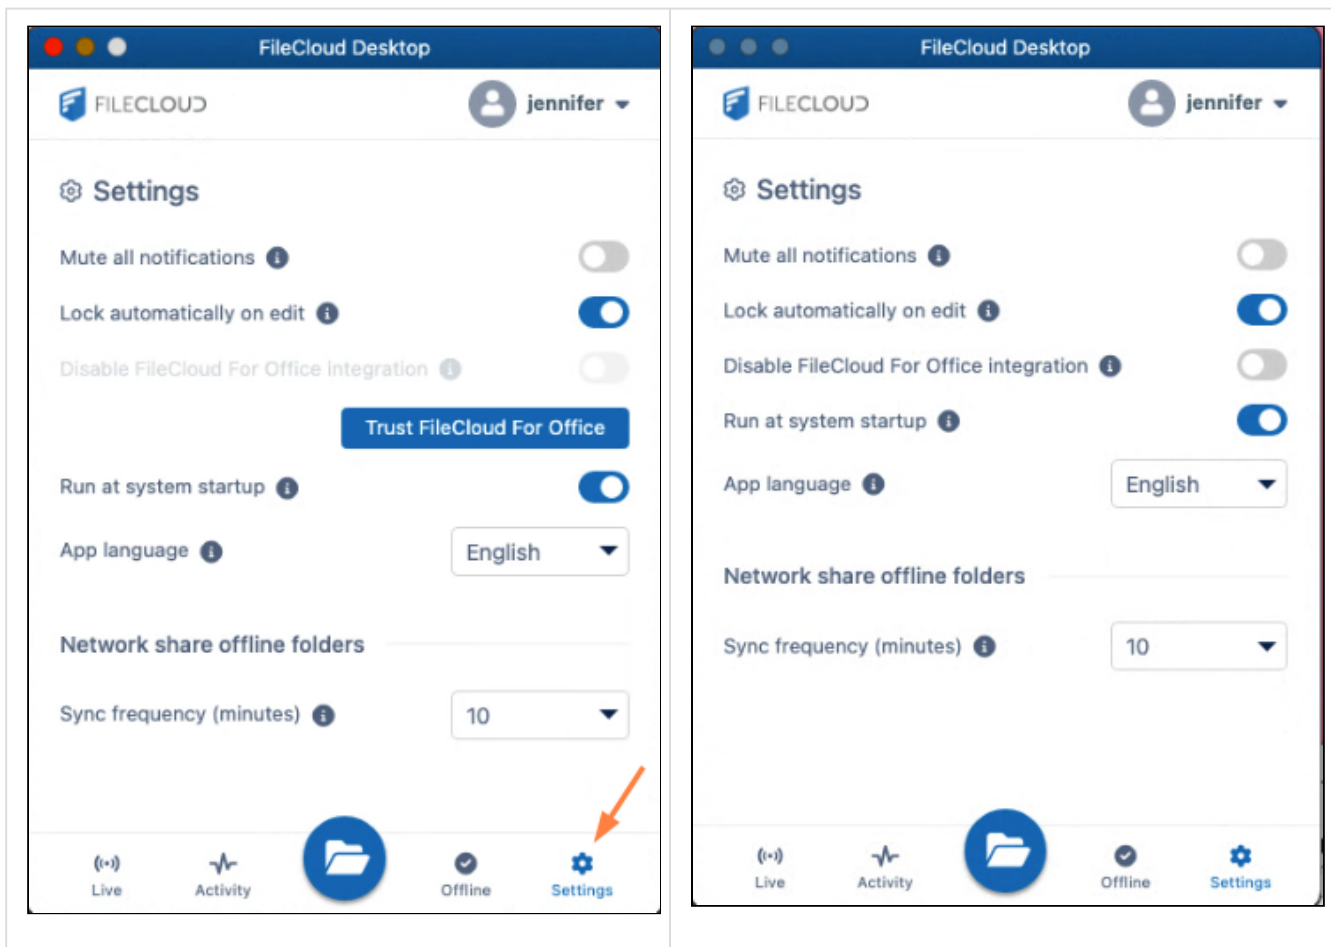 FileCloud Desktop
FILECLOUD
jennifer
Settings
Mute all notifications
Lock automatically on edit
Disable FileCloud For Office integration
Trust FileCloud For Office
Run at system startup
App language
English
Network share offline folders
Sync frequency (minutes)
10
Live
Activity
Offline
Settings
FileCloud Desktop
FILECLOUD
jennifer
Settings
Mute all notifications
Lock automatically on edit
Disable FileCloud For Office integration
Run at system startup
App language
English
Network share offline folders
Sync frequency (minutes)
10
Live
Activity
Offline
Settings